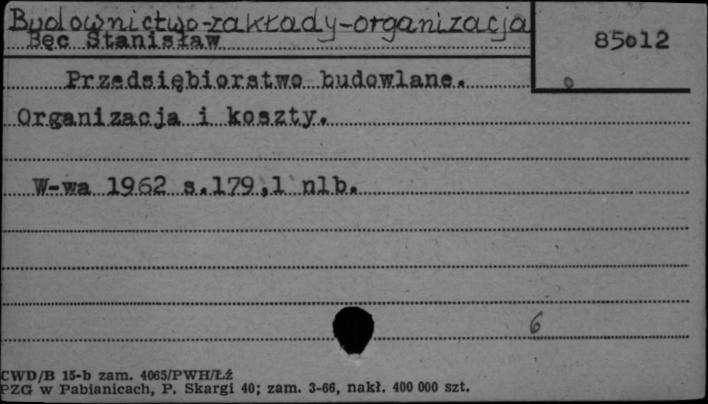 Budownictwo-zakłady-organizacja
Bęc Stanisław
85012
Przedsiębiorstwo budowlane.
Organizacja i koszty.
W-wa 1962 s.179,1 nlb.
6
CWD/B 15-b zam. 4065/PWH/Łź
PZG w Pabianicach, P. Skargi 40; zam. 3-66, nakł. 400 000 szt.